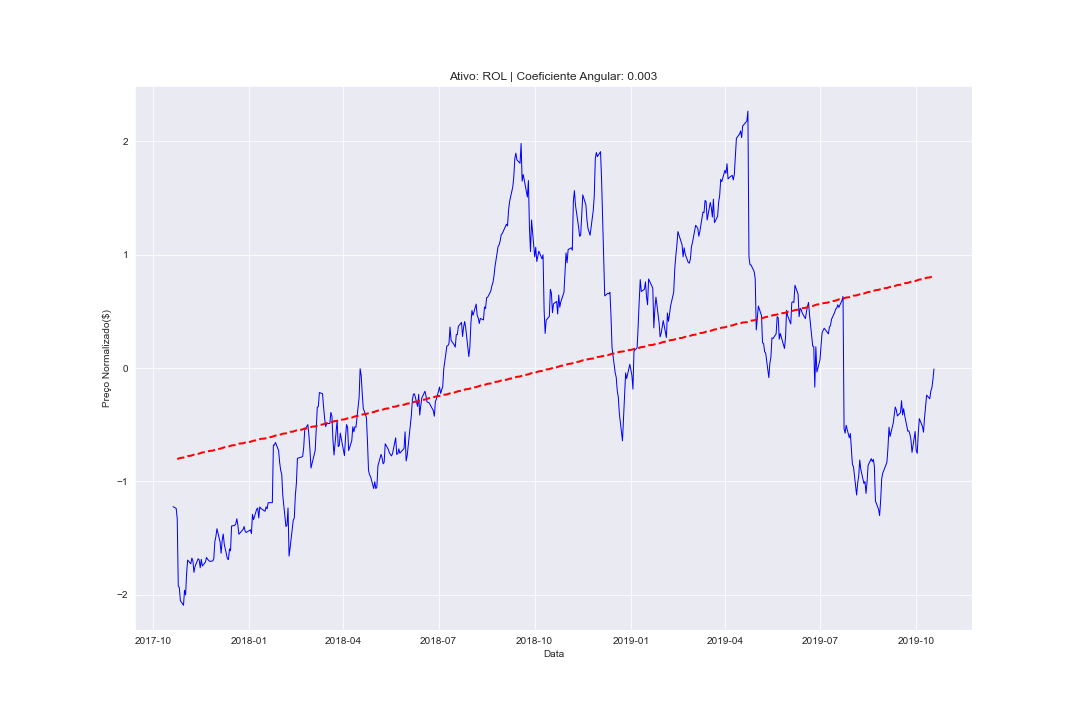 Ativo: ROL | Coeficiente Angular: 0.003
Preço Normalizado($)
2
1
0
−1
−2
2017-10 2018-01 2018-04 2018-07 2018-10 2019-01 2019-04 2019-07 2019-10
Data